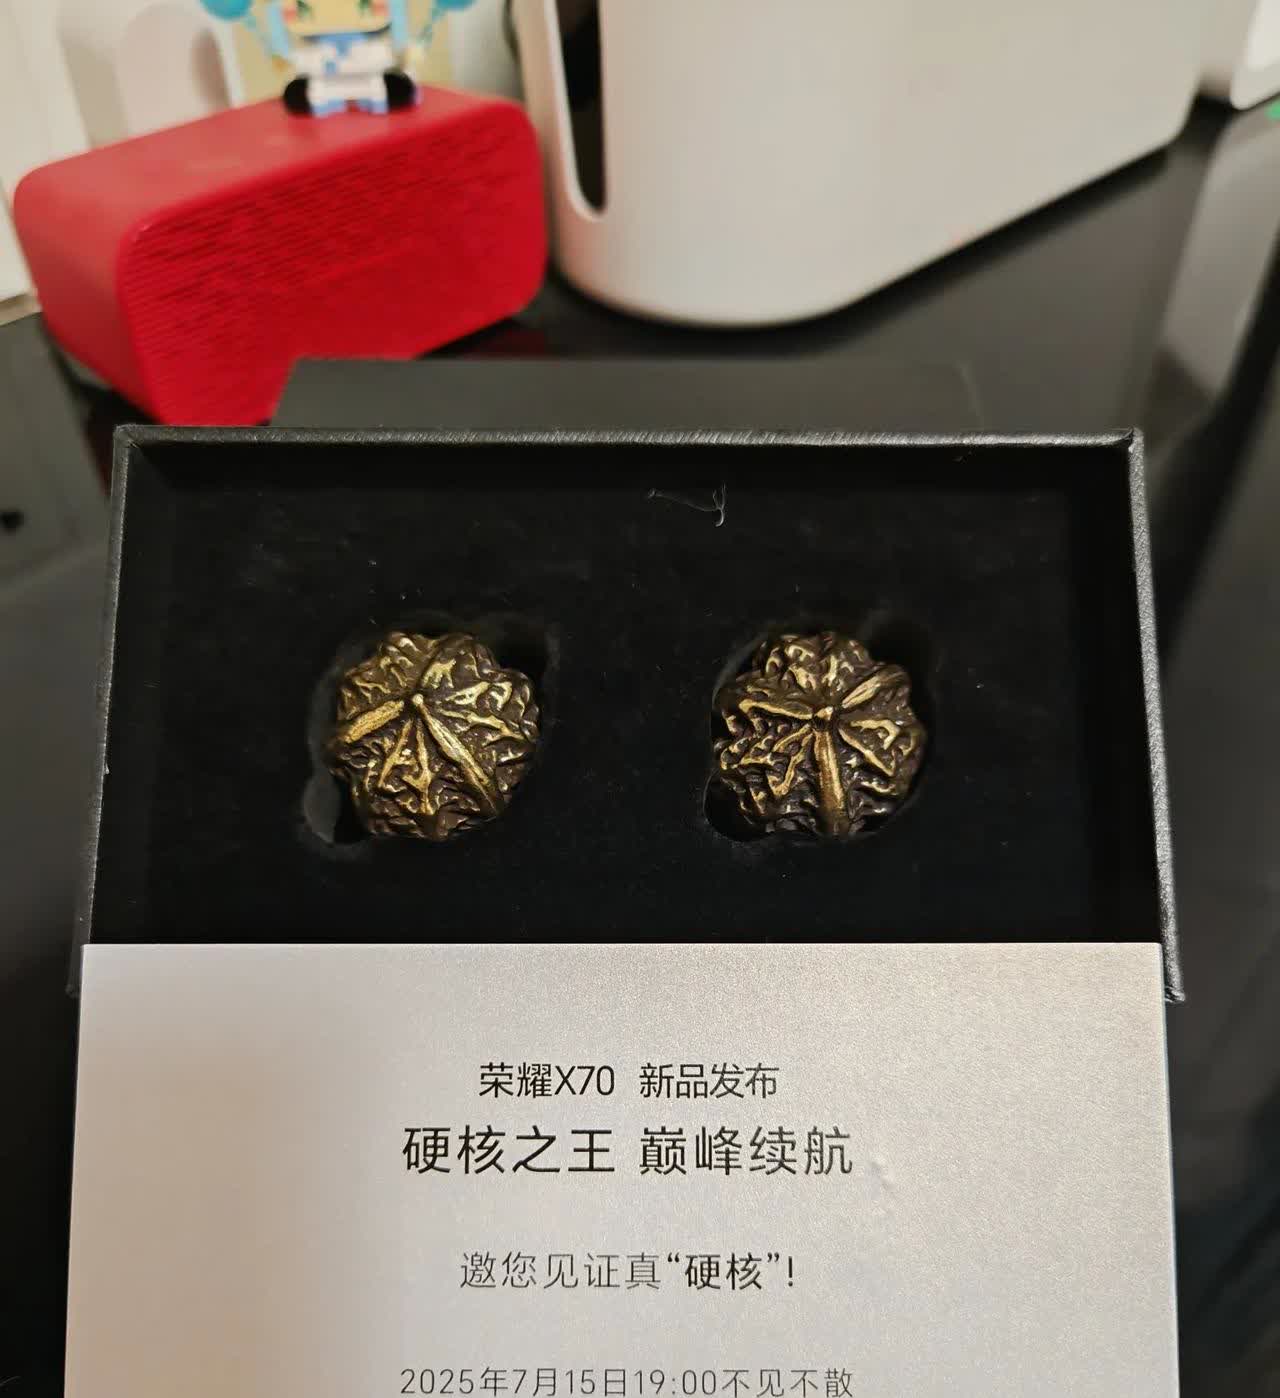 荣耀X70 新品发布
硬核之王 巅峰续航
邀您见证真“硬核”!
2025年7月15日19:00不见不散